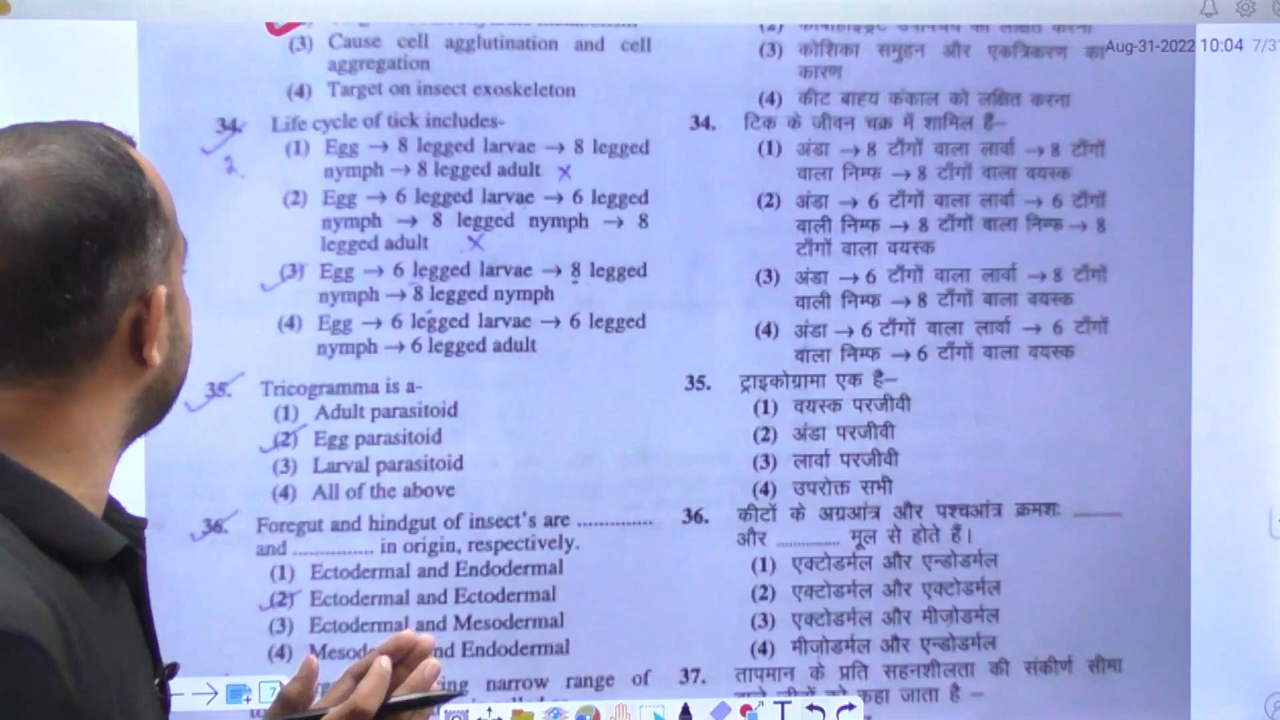 (3) Cause cell agglutination and cell
aggregation
(4) Target on insect exoskeleton
34. Life cycle of tick includes-
(1) Egg → 8 legged larvae → 8 legged
nymph → 8 legged adult
(2) Egg → 6 legged larvae → 6 legged
nymph → 8 legged nymph → 8
legged adult
(3) Egg → 6 legged larvae → 8 legged
nymph → 8 legged nymph
(4) Egg → 6 legged larvae → 6 legged
nymph → 6 legged adult
35. Tricogramma is a-
(1) Adult parasitoid
(2) Egg parasitoid
(3) Larval parasitoid
(4) All of the above
36. Foregut and hindgut of insect's are ..............
and .............. in origin, respectively.
(1) Ectodermal and Endodermal
(2) Ectodermal and Ectodermal
(3) Ectodermal and Mesodermal
(4) nd Endodermal
ing narrow range of
Aug-31-2022 10:04 7/31
(3) कोशिका समूहन और एकत्रिकरण का
कारण
(4) कीट बाह्य कंकाल को लक्षित करना
34. टिक के जीवन चक्र में शामिल है–
(1) अंडा → 8 टाँगों वाला लार्वा → 8 टाँगों
वाला निम्फ → 8 टाँगों वाला वयस्क
(2) अंडा → 6 टाँगों वाला लार्वा → 6 टाँगों
वाली निम्फ → 8 टाँगों वाला निम्फ → 8
टाँगों वाला वयस्क
(3) अंडा → 6 टाँगों वाला लार्वा → 8 टाँगों
वाली निम्फ → 8 टाँगों वाला वयस्क
(4) अंडा → 6 टाँगों वाला लार्वा → 6 टाँगों
वाला निम्फ → 6 टाँगों वाला वयस्क
35. ट्राइकोग्रामा एक है–
(1) वयस्क परजीवी
(2) अंडा परजीवी
(3) लार्वा परजीवी
(4) उपरोक्त सभी
36. कीटों के अग्रआंत्र और पश्चआंत्र क्रमशः ........
और .............. मूल से होते हैं।
(1) एक्टोडर्मल और एन्डोडर्मल
(2) एक्टोडर्मल और एक्टोडर्मल
(3) एक्टोडर्मल और मीज़ोडर्मल
(4) मीज़ोडर्मल और एन्डोडर्मल
37. तापमान के प्रति सहनशीलता की संकीर्ण सीमा
कहा जाता है –